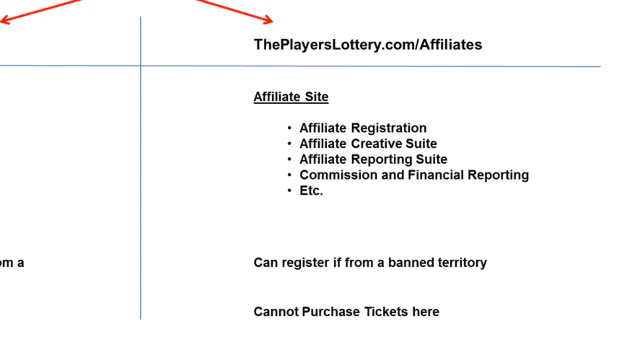 ThePlayersLottery.com/Affiliates
Affiliate Site
• Affiliate Registration
• Affiliate Creative Suite
• Affiliate Reporting Suite
• Commission and Financial Reporting
• Etc.
a
Can register if from a banned territory
Cannot Purchase Tickets here